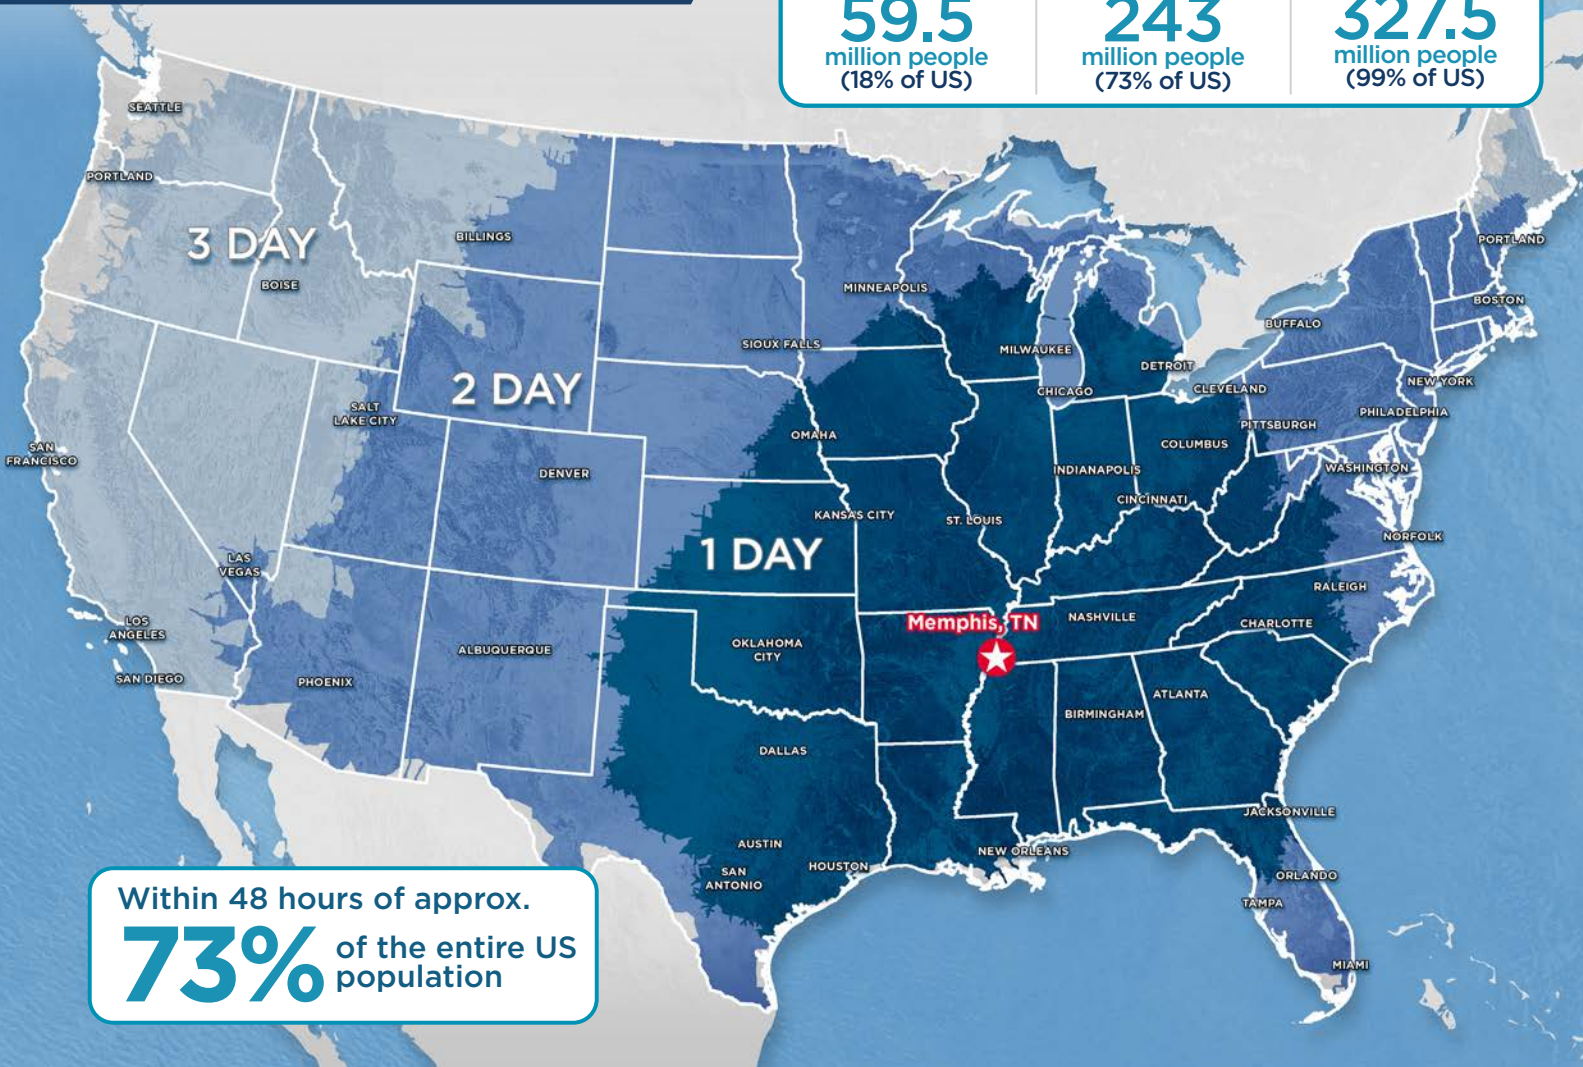 59.5
million people
(18% of US)
243
million people
(73% of US)
327.5
million people
(99% of US)
SEATTLE
PORTLAND
3 DAY
BOISE
BILLINGS
2 DAY
SALT
LAKE CITY
SAN
FRANCISCO
DENVER
LAS
VEGAS
LOS
ANGELES
SAN DIEGO
PHOENIX
ALBUQUERQUE
MINNEAPOLIS
SIOUX FALLS
OMAHA
KANSAS CITY
ST. LOUIS
1 DAY
MILWAUKEE
CHICAGO
DETROIT
CLEVELAND
BUFFALO
PORTLAND
BOSTON
NEW YORK
PHILADELPHIA
PITTSBURGH
COLUMBUS
INDIANAPOLIS
CINCINNATI
WASHINGTON
NORFOLK
RALEIGH
CHARLOTTE
NASHVILLE
Memphis, TN
OKLAHOMA
CITY
ATLANTA
BIRMINGHAM
DALLAS
AUSTIN
SAN
ANTONIO
HOUSTON
NEW ORLEANS
JACKSONVILLE
ORLANDO
TAMPA
MIAMI
Within 48 hours of approx.
73%
of the entire US
population